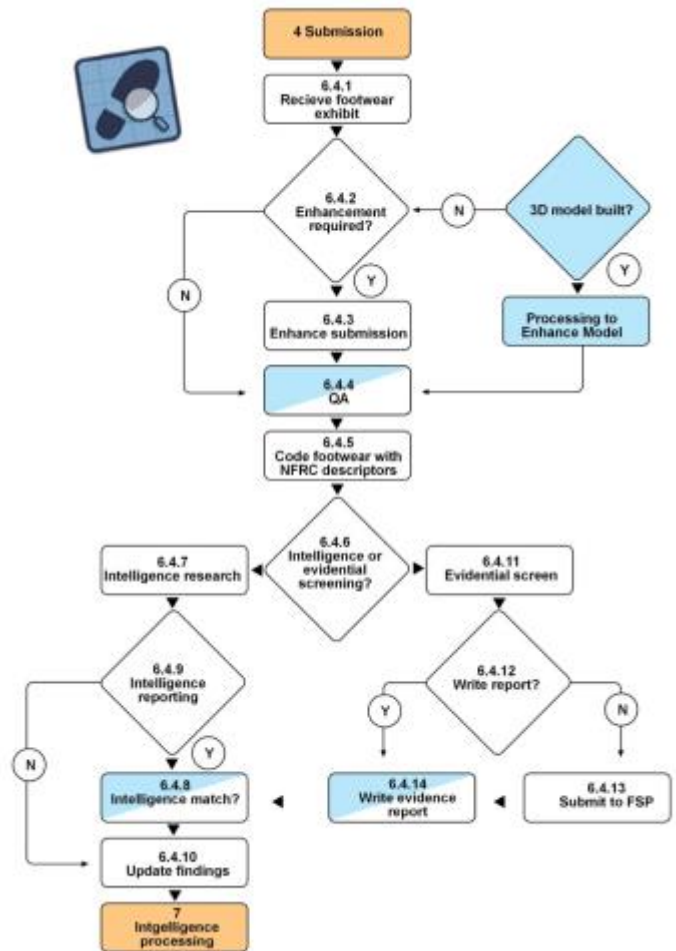 4 Submission
6.4.1
Recieve footwear
exhibit
6.4.2
Enhancement
required?
N
3D model built?
Y
Y
N
6.4.3
Enhance submission
Processing to
Enhance Model
6.4.4
QA
6.4.5
Code footwear with
NFRC descriptors
6.4.6
Intelligence or
evidential
screening?
6.4.7
Intelligence research
6.4.11
Evidential screen
6.4.9
Intelligence
reporting
6.4.12
Write report?
Y
N
Y
N
6.4.8
Intelligence match?
6.4.14
Write evidence
report
6.4.13
Submit to FSP
6.4.10
Update findings
7
Intgelligence
processing